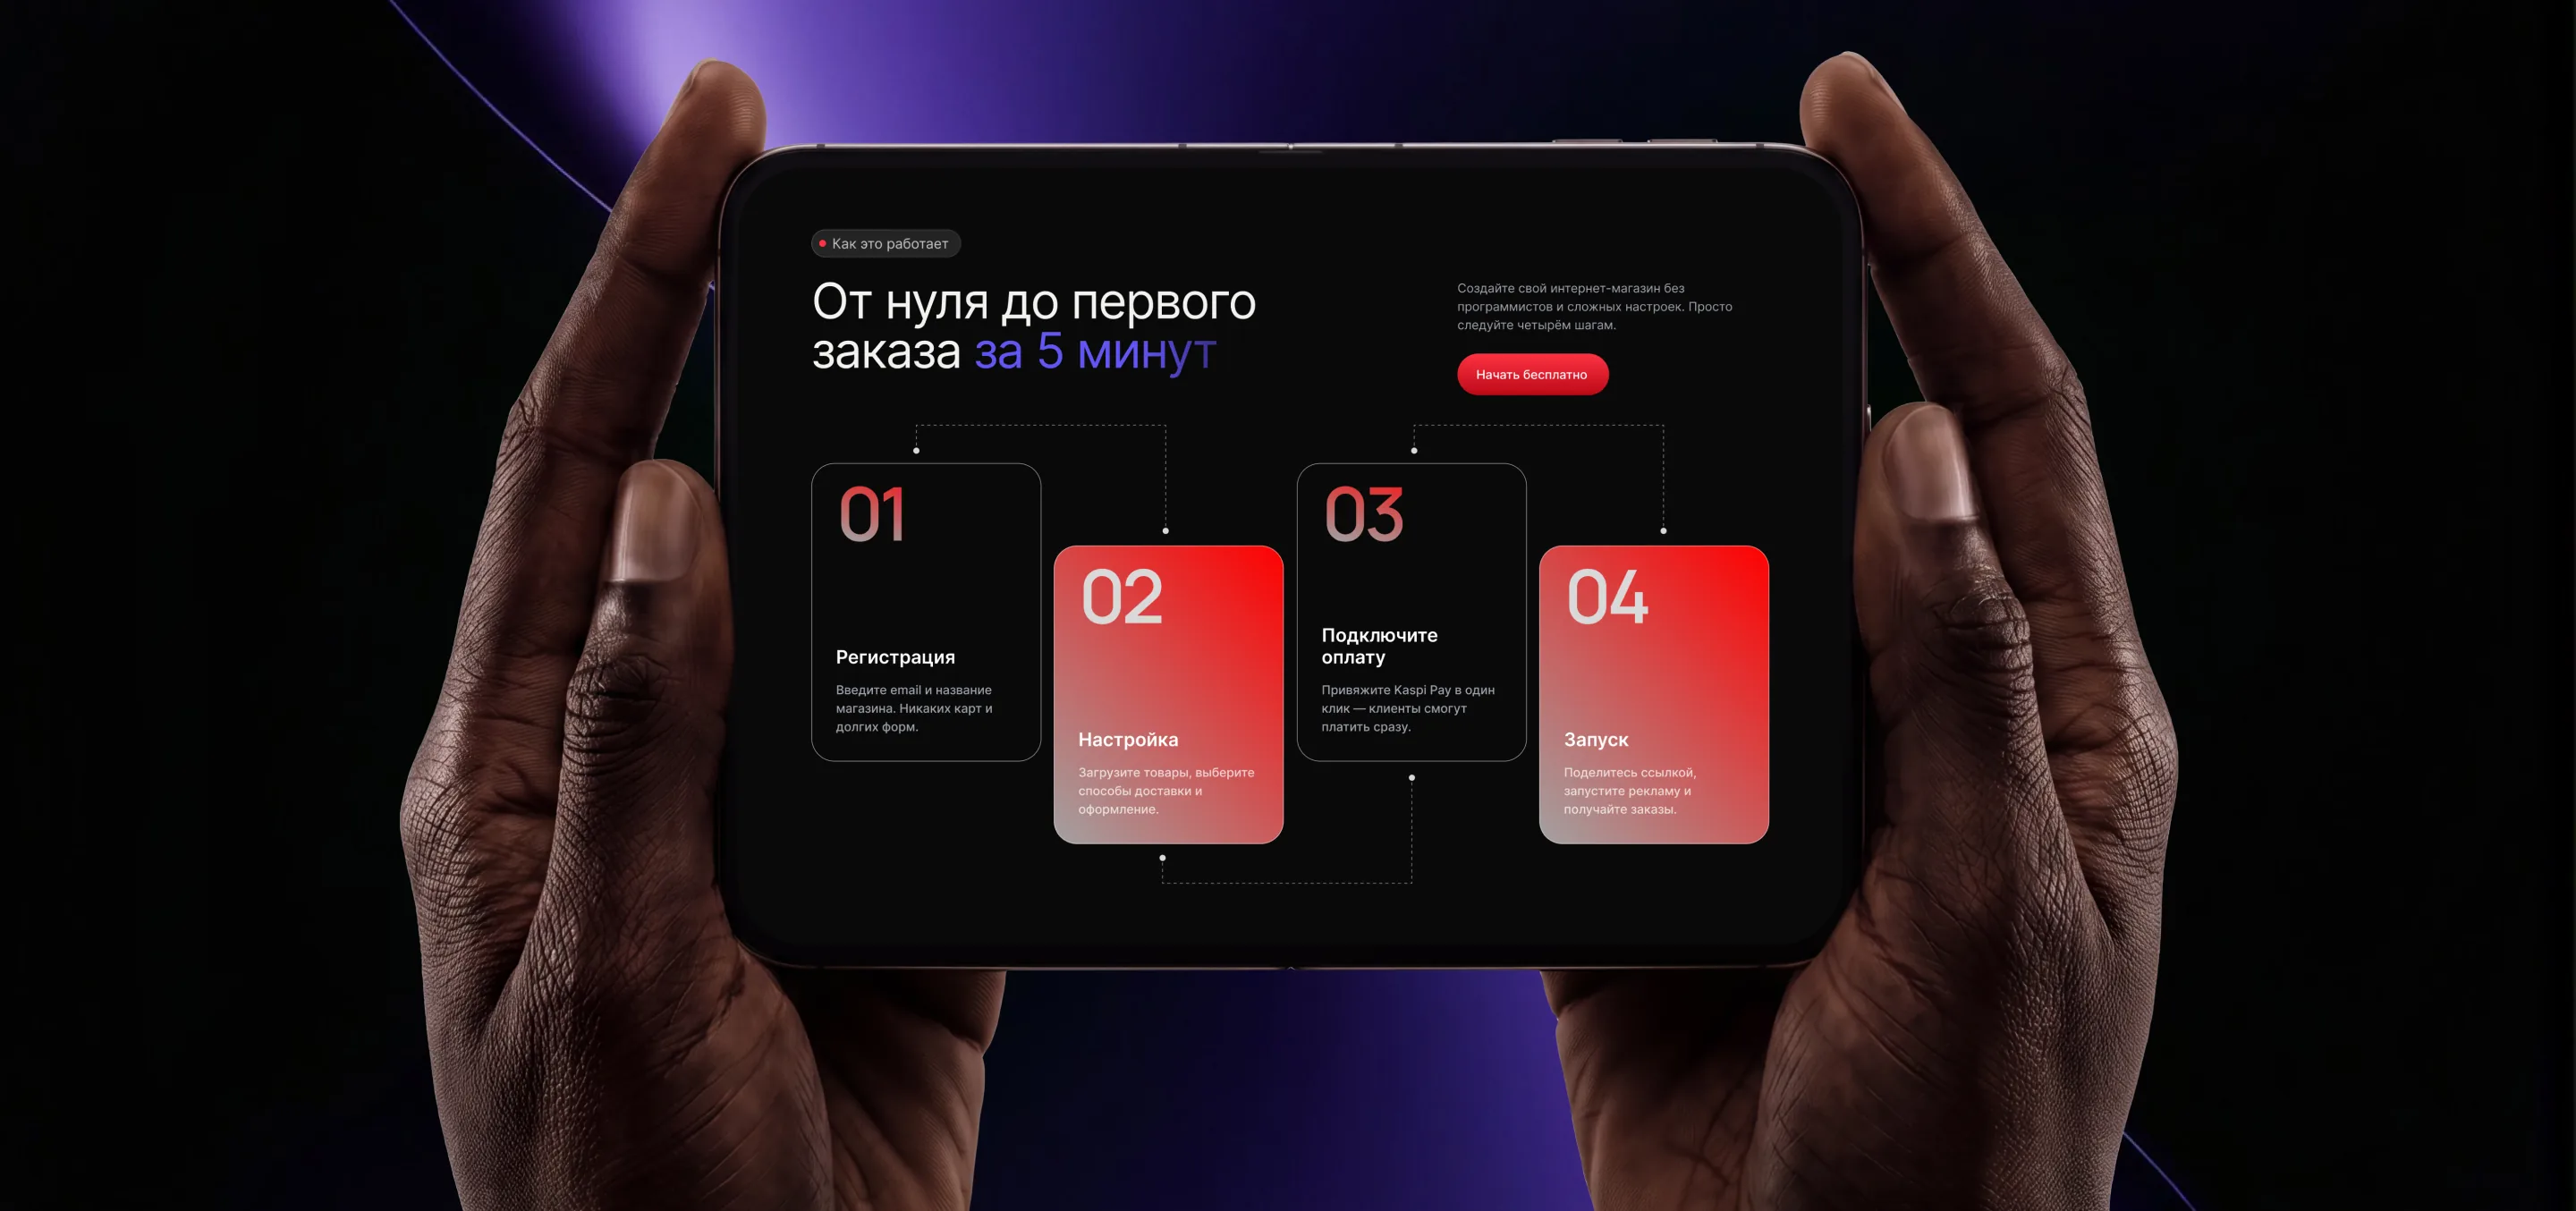 Как это работает
От нуля до первого
заказа за 5 минут
Создайте свой интернет-магазин без
программистов и сложных настроек. Просто
следуйте четырём шагам.
Начать бесплатно
01
Регистрация
Введите email и название
магазина. Никаких карт и
долгих форм.
02
Настройка
Загрузите товары, выберите
способы доставки и
оформление.
03
Подключите
оплату
Привяжите Kaspi Pay в один
клик — клиенты смогут
платить сразу.
04
Запуск
Поделитесь ссылкой,
запустите рекламу и
получайте заказы.